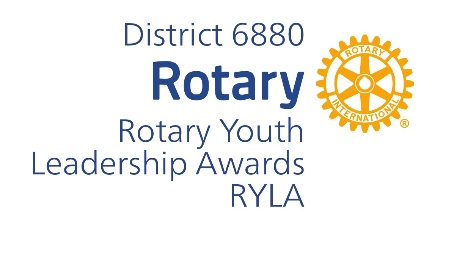 District 6880
Rotary
Rotary Youth
Leadership Awards
RYLA
ROTARY
INTERNATIONAL
®